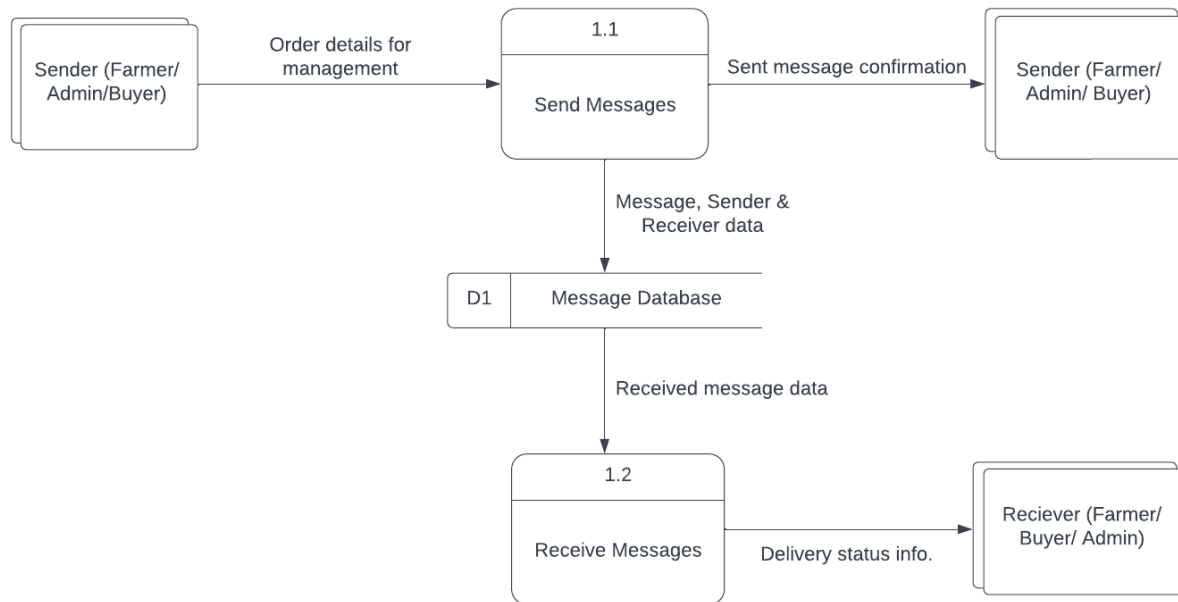 1.1
Order details for
management
Sender (Farmer/
Admin/Buyer)
Sent message confirmation
Sender (Farmer/
Admin/ Buyer)
Send Messages
Message, Sender &
Receiver data
D1
Message Database
Received message data
1.2
Receive Messages
Delivery status info.
Reciever (Farmer/
Buyer/ Admin)